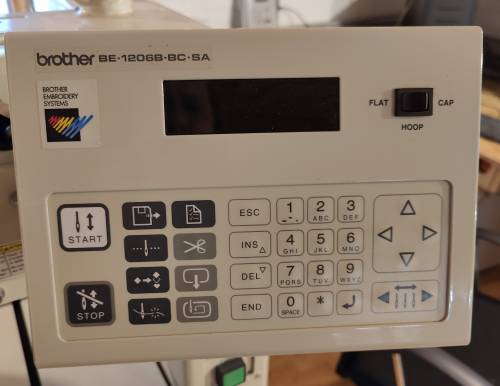 brother BE-1206B-BC-SA
BROTHER
EMBROIDERY
SYSTEMS
FLAT
CAP
HOOP
START
STOP
ESC
1
-.
2
ABC
3
DEF
INS
4
GHI
5
JKL
6
MNO
DEL
7
PQRS
8
TUV
9
WXYZ
END
0
SPACE
*